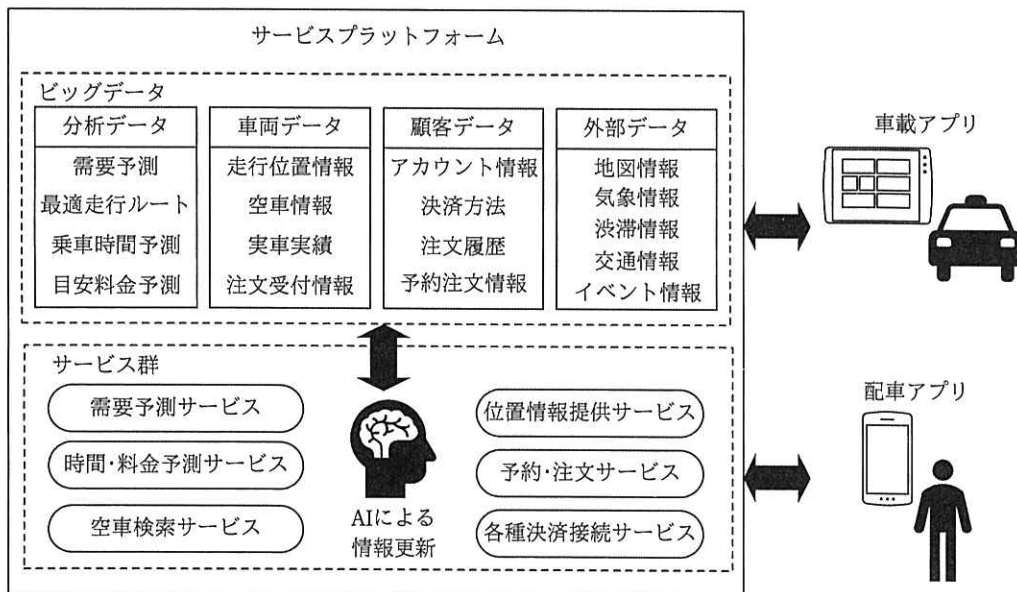 サービスプラットフォーム
ビッグデータ
分析データ
需要予測
最適走行ルート
乗車時間予測
目安料金予測
車両データ
走行位置情報
空車情報
実車実績
注文受付情報
顧客データ
アカウント情報
決済方法
注文履歴
予約注文情報
外部データ
地図情報
気象情報
渋滞情報
交通情報
イベント情報
車載アプリ
サービス群
需要予測サービス
時間・料金予測サービス
空車検索サービス
AIによる
情報更新
位置情報提供サービス
予約・注文サービス
各種決済接続サービス
配車アプリ